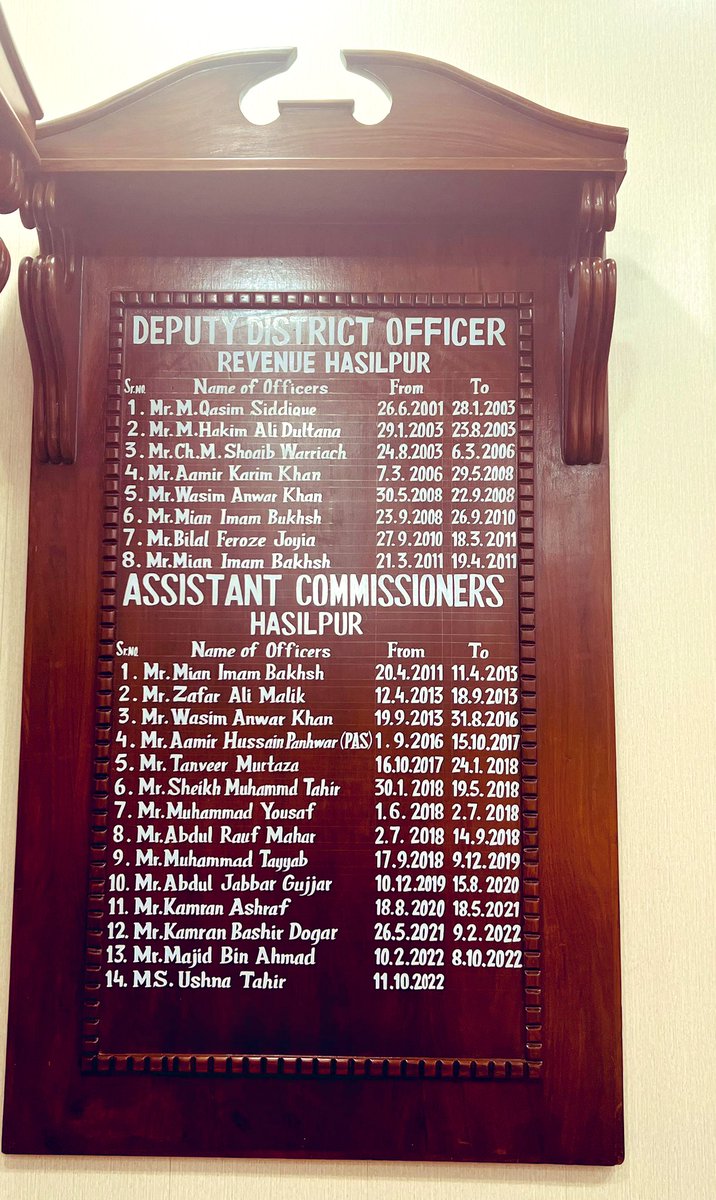 DEPUTY DISTRICT OFFICER
REVENUE HASILPUR
Sr.NO Name of Officers From To
1. Mr.M.Qasim Siddique 26.6.2001 28.1.2003
2. Mr.M.Hakim Ali Dultana 29.1.2003 23.8.2003
3. Mr.Ch.M.Shoaib Warriach 24.8.2003 6.3.2006
4. Mr.Aamir Karim Khan 7.3.2006 29.5.2008
5. Mr.Wasim Anwar Khan 30.5.2008 22.9.2008
6. Mr.Mian Imam Bukhsh 23.9.2008 26.9.2010
7. Mr.Bilal Feroze Joyia 27.9.2010 18.3.2011
8. Mr.Mian Imam Bakhsh 21.3.2011 19.4.2011
ASSISTANT COMMISSIONERS
HASILPUR
Sr.NO Name of Officers From To
1. Mr.Mian Imam Bakhsh 20.4.2011 11.4.2013
2. Mr.Zafar Ali Malik 12.4.2013 18.9.2013
3. Mr.Wasim Anwar Khan 19.9.2013 31.8.2016
4. Mr.Aamir Hussain Panhwar (PAS) 1.9.2016 15.10.2017
5. Mr.Tanveer Murtaza 16.10.2017 24.1.2018
6. Mr.Sheikh Muhammd Tahir 30.1.2018 19.5.2018
7. Mr.Muhammad Yousaf 1.6.2018 2.7.2018
8. Mr.Abdul Rauf Mahar 2.7.2018 14.9.2018
9. Mr.Muhammad Tayyab 17.9.2018 9.12.2019
10. Mr.Abdul Jabbar Gujjar 10.12.2019 15.8.2020
11. Mr.Kamran Ashraf 18.8.2020 18.5.2021
12. Mr.Kamran Bashir Dogar 26.5.2021 9.2.2022
13. Mr.Majid Bin Ahmad 10.2.2022 8.10.2022
14. MS. Ushna Tahir 11.10.2022